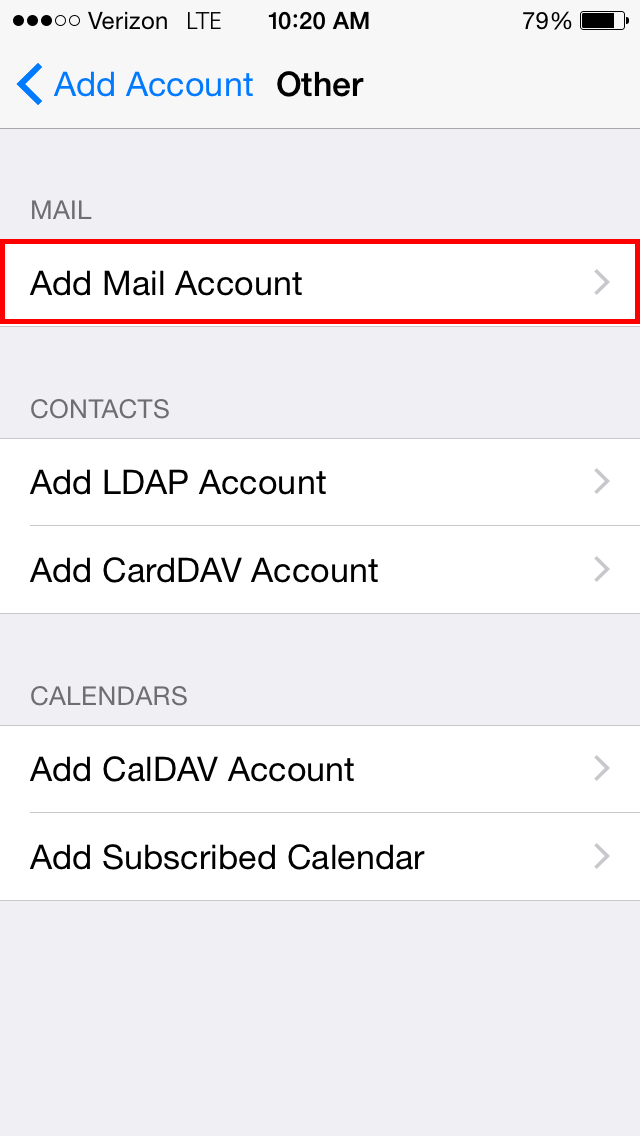 Verizon LTE 10:20 AM 79%
Add Account Other
MAIL
Add Mail Account
CONTACTS
Add LDAP Account
Add CardDAV Account
CALENDARS
Add CalDAV Account
Add Subscribed Calendar